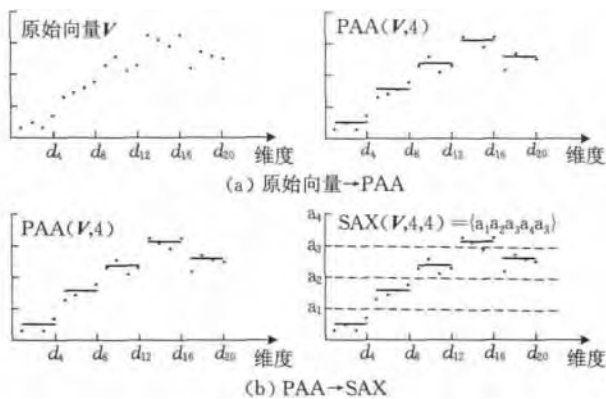 原始向量V
PAA(V,4)
d4 d8 d12 d16 d20 维度
d4 d8 d12 d16 d20 维度
(a) 原始向量→PAA
PAA(V,4)
SAX(V,4,4)={a1a2a3a4a3}
a4
a3
a2
a1
d4 d8 d12 d16 d20 维度
d4 d8 d12 d16 d20 维度
(b) PAA→SAX